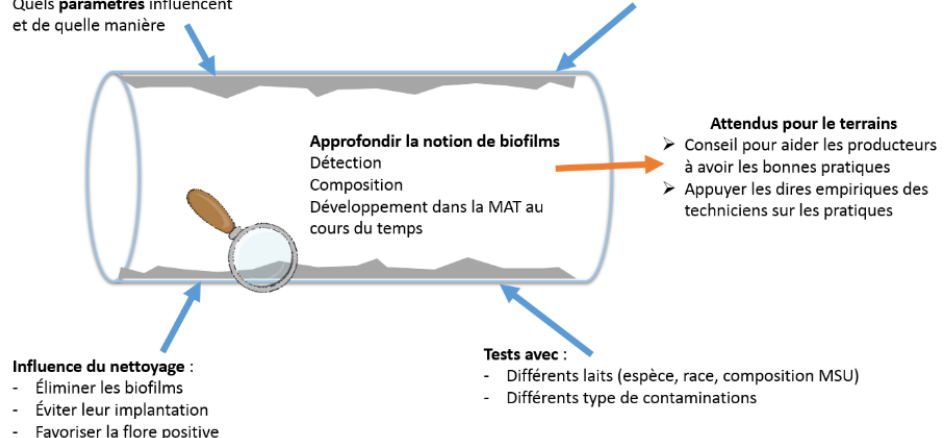 Quels paramètres influencent
et de quelle manière
Approfondir la notion de biofilms
Détection
Composition
Développement dans la MAT au
cours du temps
Attendus pour le terrains
➢ Conseil pour aider les producteurs
à avoir les bonnes pratiques
➢ Appuyer les dires empiriques des
techniciens sur les pratiques
Influence du nettoyage :
- Éliminer les biofilms
- Éviter leur implantation
- Favoriser la flore positive
Tests avec :
- Différents laits (espèce, race, composition MSU)
- Différents type de contaminations